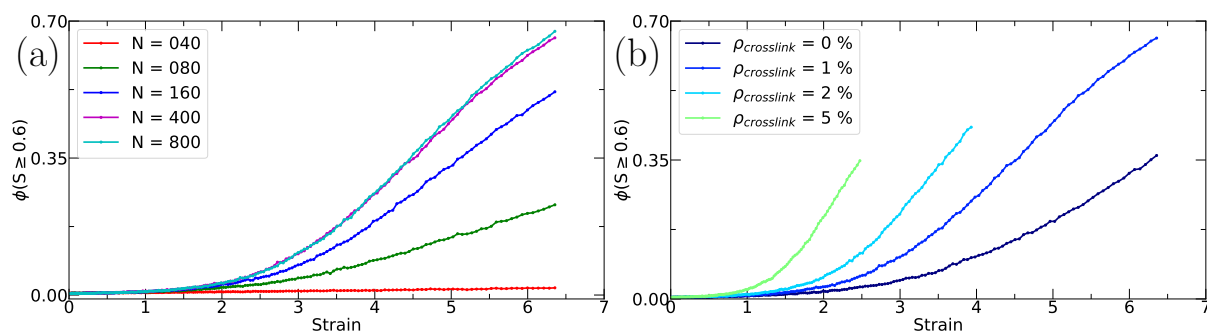 (a)
0.70
0.35
0.00
ϕ(S ≥ 0.6)
N = 040
N = 080
N = 160
N = 400
N = 800
0 1 2 3 4 5 6 7
Strain
(b)
0.70
0.35
0.00
ϕ(S ≥ 0.6)
ρcrosslink = 0 %
ρcrosslink = 1 %
ρcrosslink = 2 %
ρcrosslink = 5 %
0 1 2 3 4 5 6 7
Strain